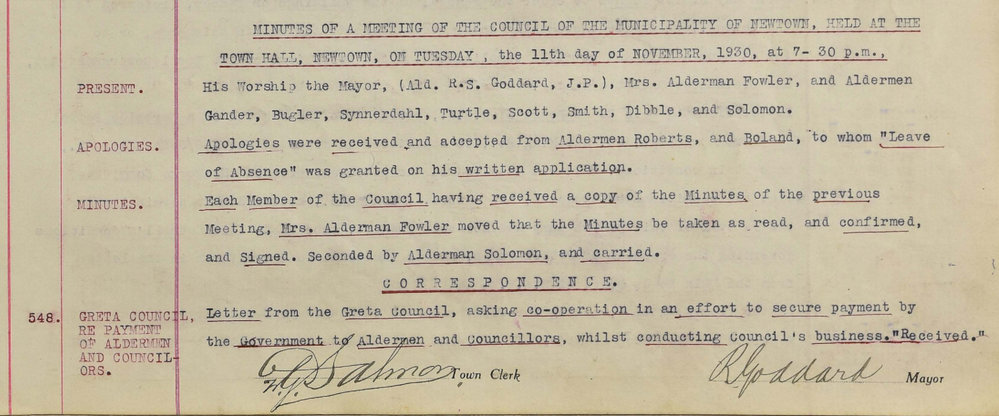 MINUTES OF A MEETING OF THE COUNCIL OF THE MUNICIPALITY OF NEWTOWN, HELD AT THE
TOWN HALL, NEWTOWN, ON TUESDAY, the 11th day of NOVEMBER, 1930, at 7-30 p.m.,
PRESENT. His Worship the Mayor, (Ald. R.S. Goddard, J.P.), Mrs. Alderman Fowler, and Aldermen
Gander, Bugler, Synnerdahl, Turtle, Scott, Smith, Dibble, and Solomon.
APOLOGIES. Apologies were received and accepted from Aldermen Roberts, and Boland, to whom "Leave
of Absence" was granted on his written application.
MINUTES. Each Member of the Council having received a copy of the Minutes of the previous
Meeting, Mrs. Alderman Fowler moved that the Minutes be taken as read, and confirmed,
and Signed. Seconded by Alderman Solomon, and carried.
CORRESPONDENCE.
548. GRETA COUNCIL, Letter from the Greta Council, asking co-operation in an effort to secure payment by
RE PAYMENT
OF ALDERMEN the Government to Aldermen and Councillors, whilst conducting Council's business."Received."
AND COUNCIL-
ORS.
Salmon Town Clerk R Goddard Mayor